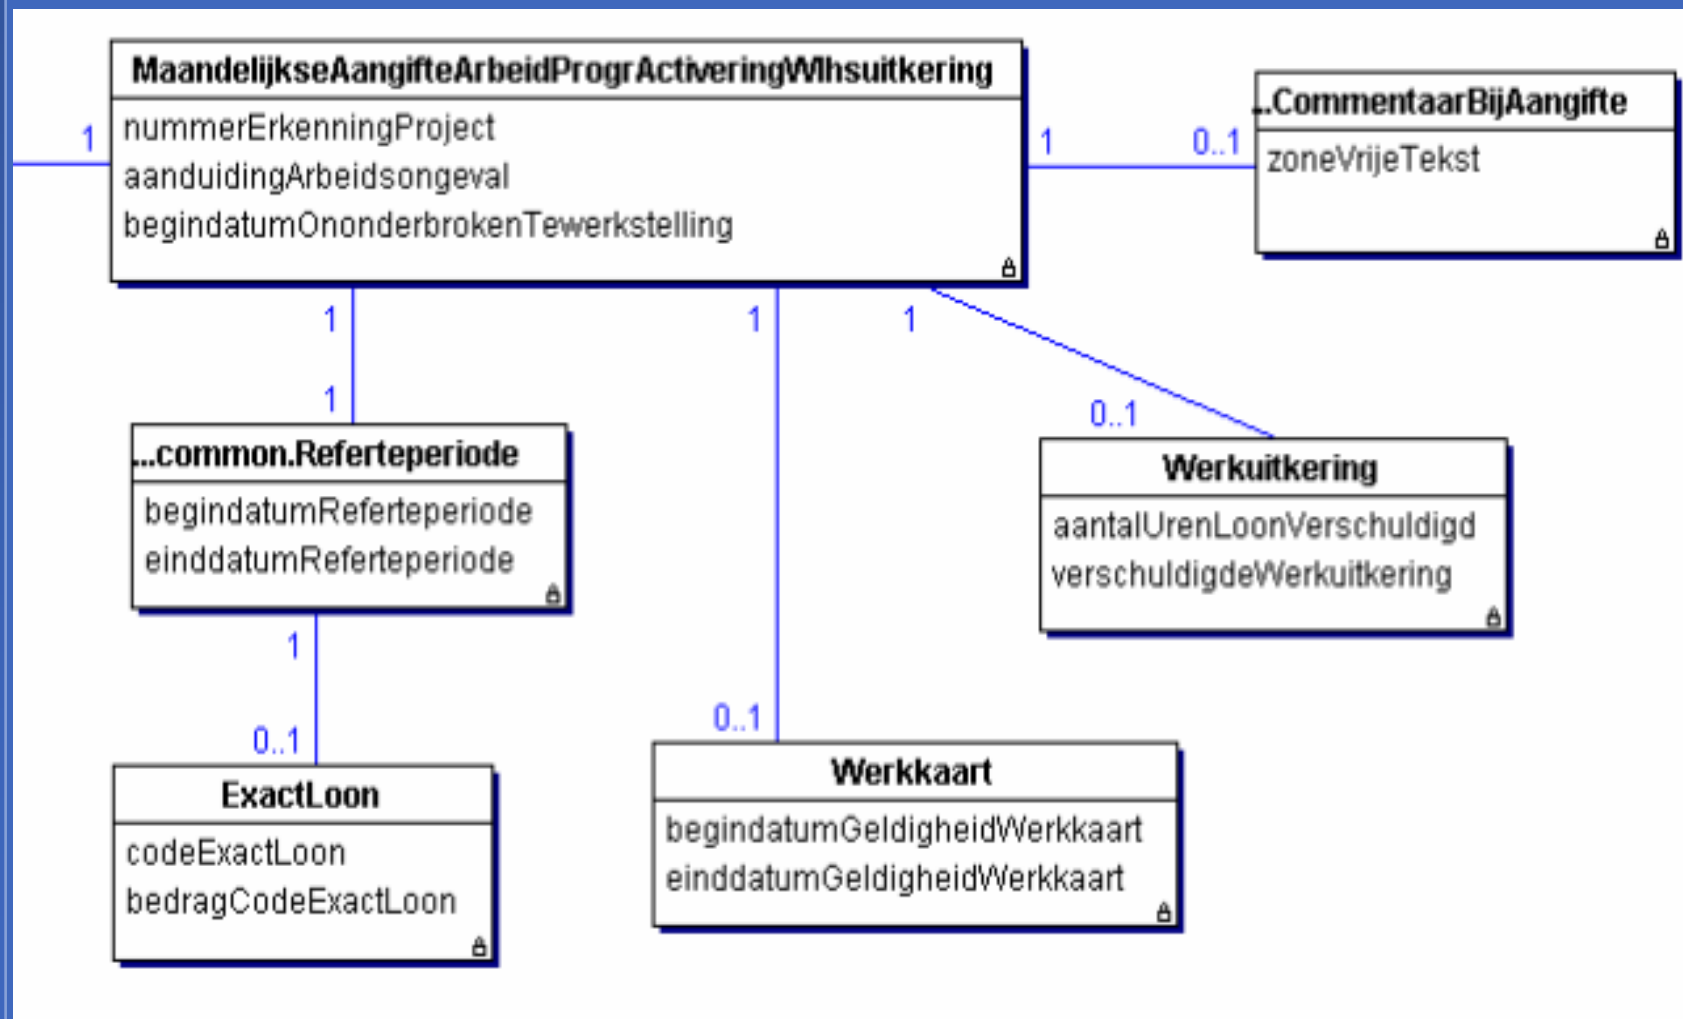 MaandelijkseAangifteArbeidProgrActiveringWlhsuitkering
nummerErkenningProject
aanduidingArbeidsongeval
begindatumOnonderbrokenTewerkstelling
1
1
0..1
...CommentaarBijAangifte
zoneVrijeTekst
1
1
1
1
0..1
...common.Referteperiode
begindatumReferteperiode
einddatumReferteperiode
Werkuitkering
aantalUrenLoonVerschuldigd
verschuldigdeWerkuitkering
1
0..1
0..1
ExactLoon
codeExactLoon
bedragCodeExactLoon
Werkkaart
begindatumGeldigheidWerkkaart
einddatumGeldigheidWerkkaart